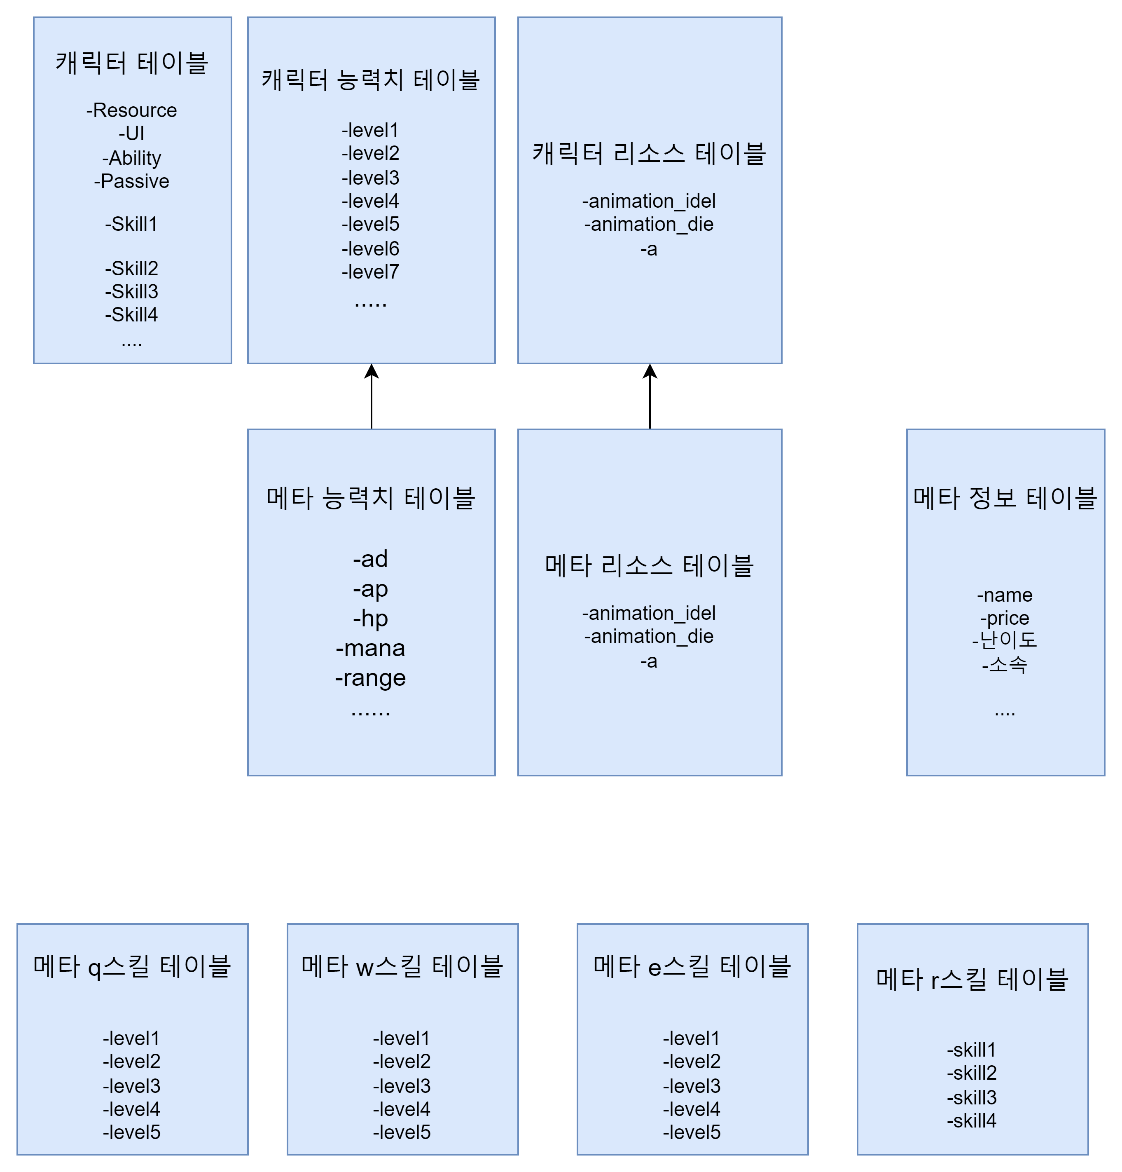 캐릭터 테이블
-Resource
-UI
-Ability
-Passive
-Skill1
-Skill2
-Skill3
-Skill4
....
캐릭터 능력치 테이블
-level1
-level2
-level3
-level4
-level5
-level6
-level7
.....
캐릭터 리소스 테이블
-animation_idel
-animation_die
-a
메타 능력치 테이블
-ad
-ap
-hp
-mana
-range
......
메타 리소스 테이블
-animation_idel
-animation_die
-a
메타 정보 테이블
-name
-price
-난이도
-소속
....
메타 q스킬 테이블
-level1
-level2
-level3
-level4
-level5
메타 w스킬 테이블
-level1
-level2
-level3
-level4
-level5
메타 e스킬 테이블
-level1
-level2
-level3
-level4
-level5
메타 r스킬 테이블
-skill1
-skill2
-skill3
-skill4